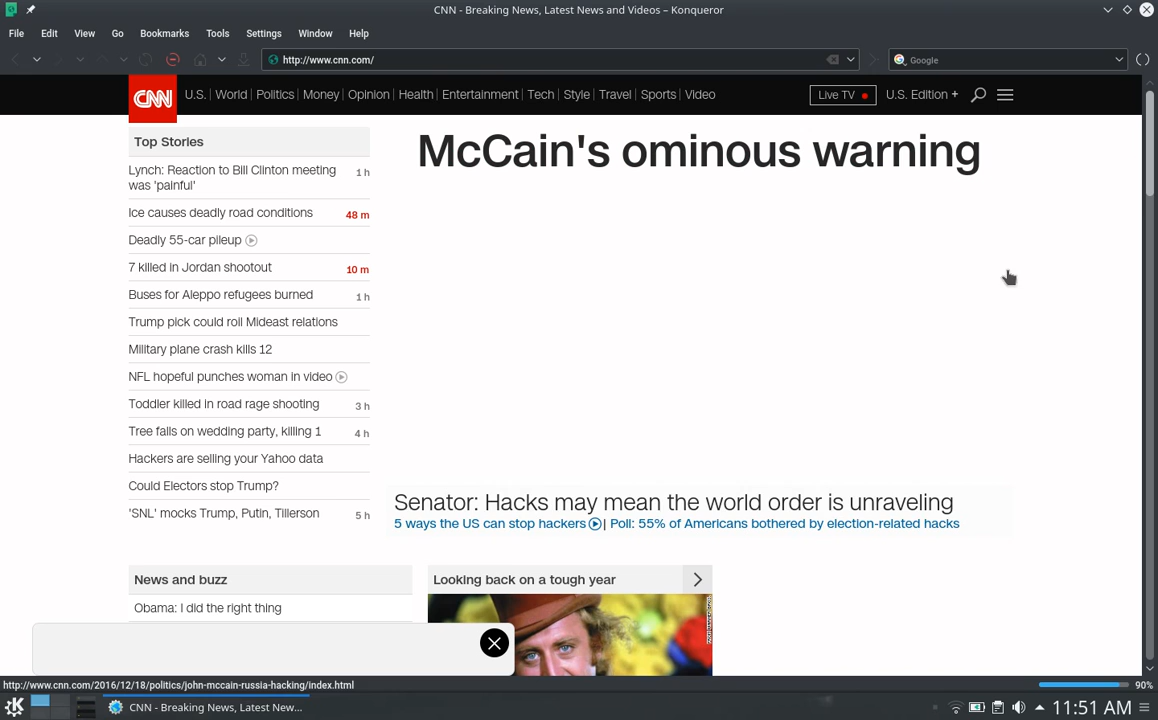 CNN - Breaking News, Latest News and Videos – Konqueror
File Edit View Go Bookmarks Tools Settings Window Help
http://www.cnn.com/
Google
CNN
U.S. World Politics Money Opinion Health Entertainment Tech Style Travel Sports Video
Live TV
U.S. Edition +
Top Stories
Lynch: Reaction to Bill Clinton meeting was 'painful' 1 h
Ice causes deadly road conditions 48 m
Deadly 55-car pileup
7 killed in Jordan shootout 10 m
Buses for Aleppo refugees burned 1 h
Trump pick could roil Mideast relations
Military plane crash kills 12
NFL hopeful punches woman in video
Toddler killed in road rage shooting 3 h
Tree falls on wedding party, killing 1 4 h
Hackers are selling your Yahoo data
Could Electors stop Trump?
'SNL' mocks Trump, Putin, Tillerson 5 h
McCain's ominous warning
Senator: Hacks may mean the world order is unraveling
5 ways the US can stop hackers | Poll: 55% of Americans bothered by election-related hacks
News and buzz
Obama: I did the right thing
Looking back on a tough year
http://www.cnn.com/2016/12/18/politics/john-mccain-russia-hacking/index.html
90%
CNN - Breaking News, Latest New...
11:51 AM